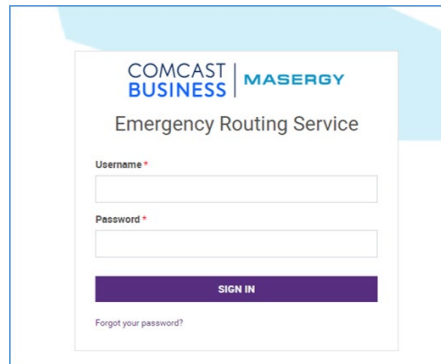 COMCAST BUSINESS | MASERGY
Emergency Routing Service
Username *
Password *
SIGN IN
Forgot your password?